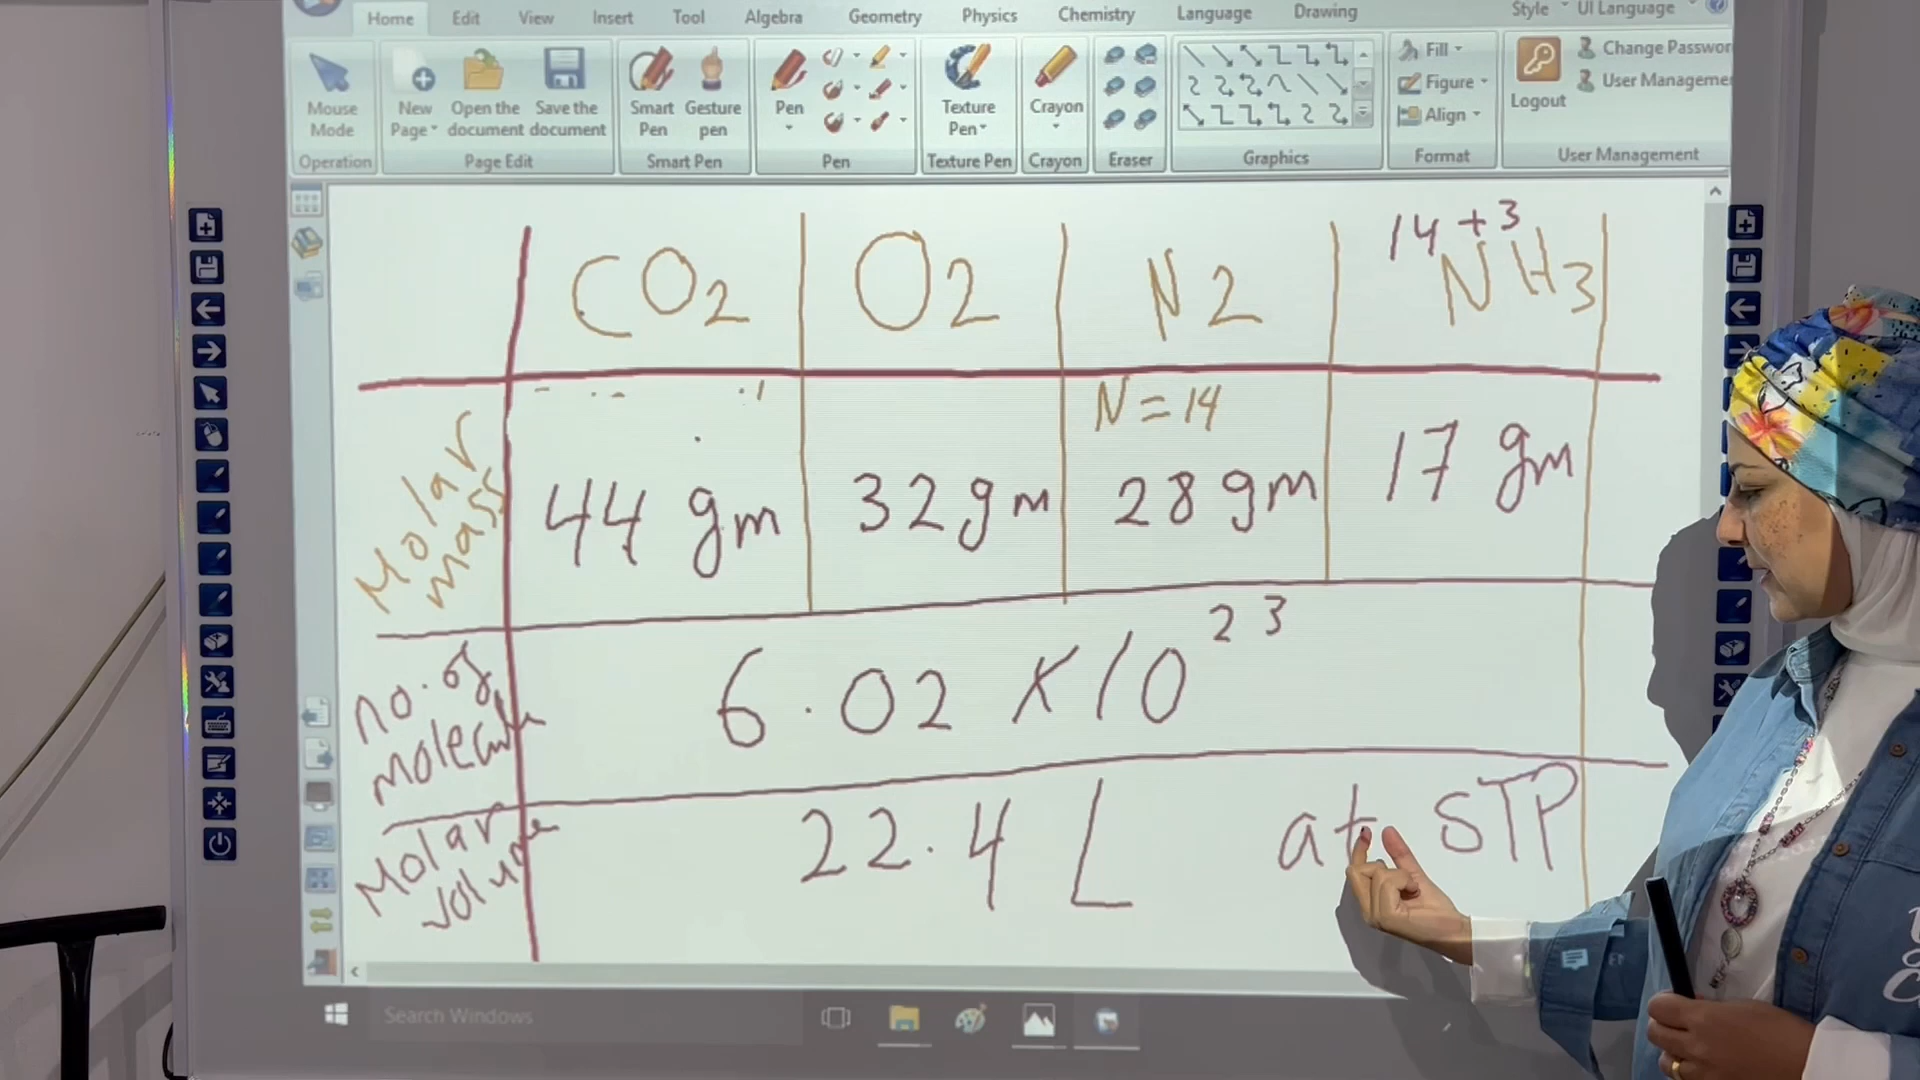 Home Edit View Insert Tool Algebra Geometry Physics Chemistry Language Drawing Style UI Language
Mouse Mode
New Page
Open the document
Save the document
Smart Pen
Gesture pen
Pen
Texture Pen
Crayon
Fill
Figure
Align
Logout
Change Passwor
User Manageme
Operation Page Edit Smart Pen Pen Texture Pen Crayon Eraser Graphics Format User Management
14 + 3
CO2 O2 N2 NH3
N = 14
Molar mass
44 gm 32 gm 28 gm 17 gm
no. of
6.02 X 10 23
Molar
22.4 L at STP
Search Windows